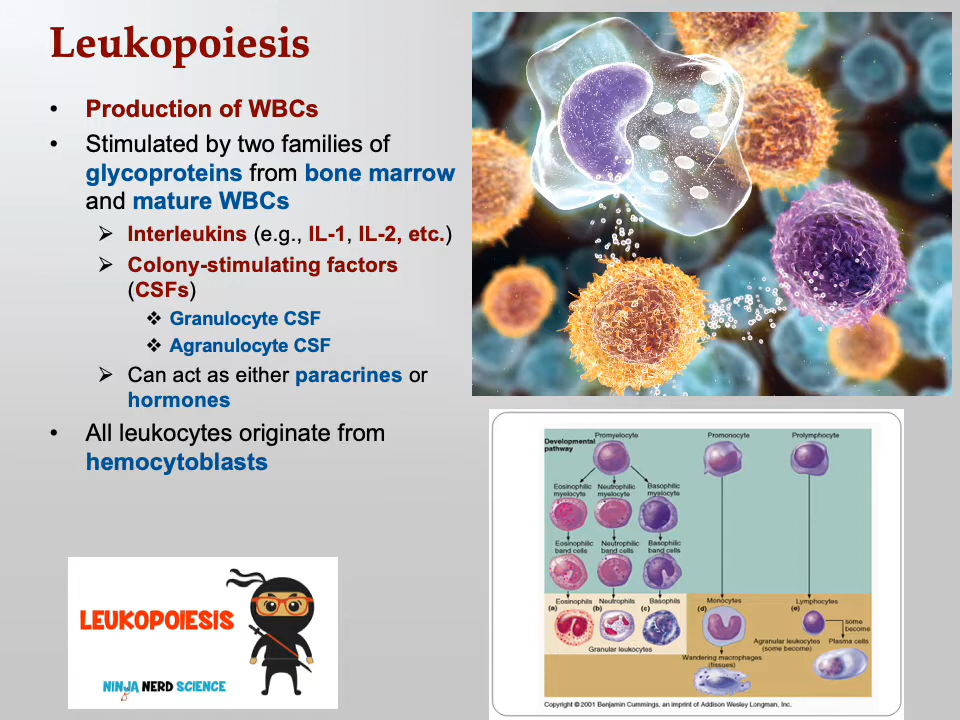 Leukopoiesis
• Production of WBCs
• Stimulated by two families of
glycoproteins from bone marrow
and mature WBCs
➢ Interleukins (e.g., IL-1, IL-2, etc.)
➢ Colony-stimulating factors
(CSFs)
❖ Granulocyte CSF
❖ Agranulocyte CSF
➢ Can act as either paracrines or
hormones
• All leukocytes originate from
hemocytoblasts
LEUKOPOIESIS
NINJA NERD SCIENCE
Developmental
pathway
Promyelocyte
Promonocyte
Prolymphocyte
Eosinophilic
myelocyte
Neutrophilic
myelocyte
Basophilic
myelocyte
Eosinophilic
band cells
Neutrophilic
band cells
Basophilic
band cells
Eosinophils
(a)
Neutrophils
(b)
Basophils
(c)
Granular leukocytes
Monocytes
(d)
Lymphocytes
(e)
some
become
Agranular leukocytes
(some become)
Plasma cells
Wandering macrophages
(tissues)
Copyright © 2001 Benjamin Cummings, an imprint of Addison Wesley Longman, Inc.